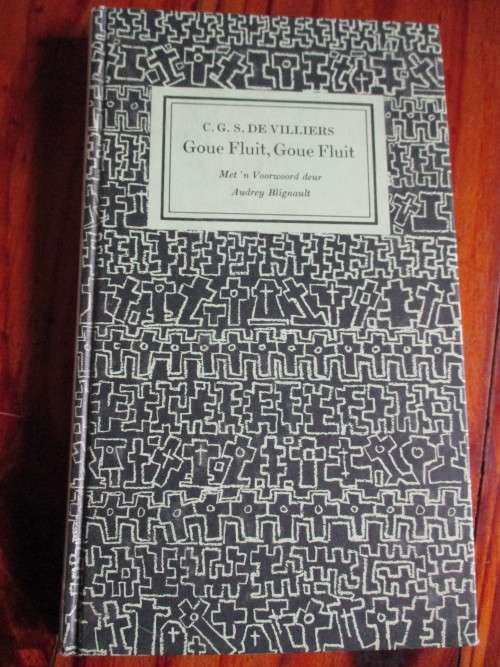 C. G. S. DE VILLIERS
Goue Fluit, Goue Fluit
Met 'n Voorwoord deur
Audrey Blignault